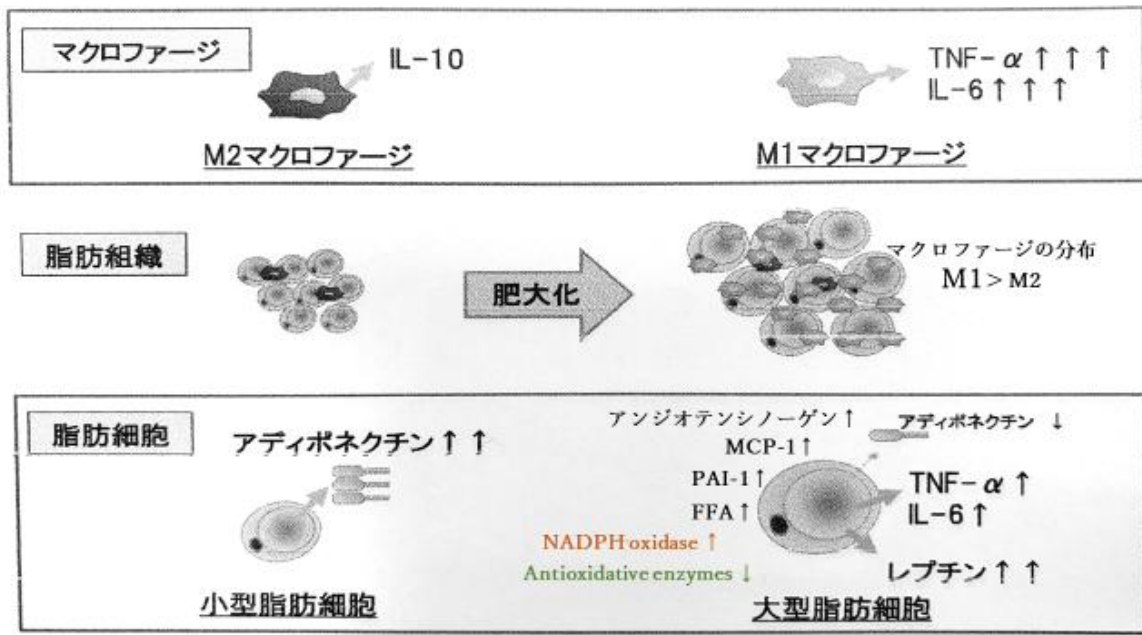 マクロファージ
IL-10
M2マクロファージ
TNF-α↑↑↑
IL-6↑↑↑
M1マクロファージ
脂肪組織
肥大化
マクロファージの分布
M1>M2
脂肪細胞
アディポネクチン↑↑
小型脂肪細胞
アンジオテンシノーゲン↑
MCP-1↑
PAI-1↑
FFA↑
NADPH oxidase ↑
Antioxidative enzymes ↓
アディポネクチン ↓
TNF-α↑
IL-6↑
レプチン↑↑
大型脂肪細胞